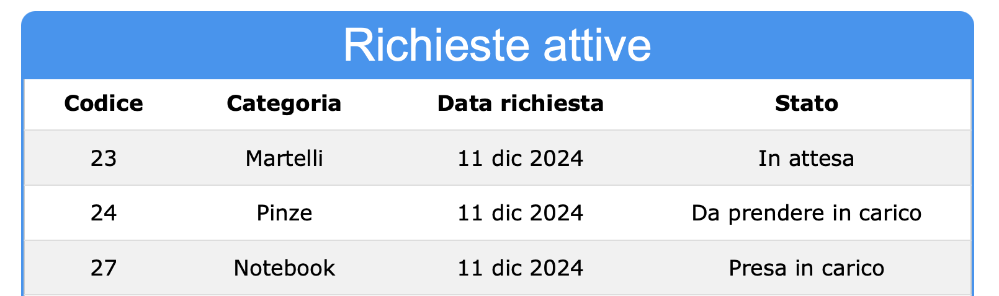 Richieste attive
Codice Categoria Data richiesta Stato
23 Martelli 11 dic 2024 In attesa
24 Pinze 11 dic 2024 Da prendere in carico
27 Notebook 11 dic 2024 Presa in carico